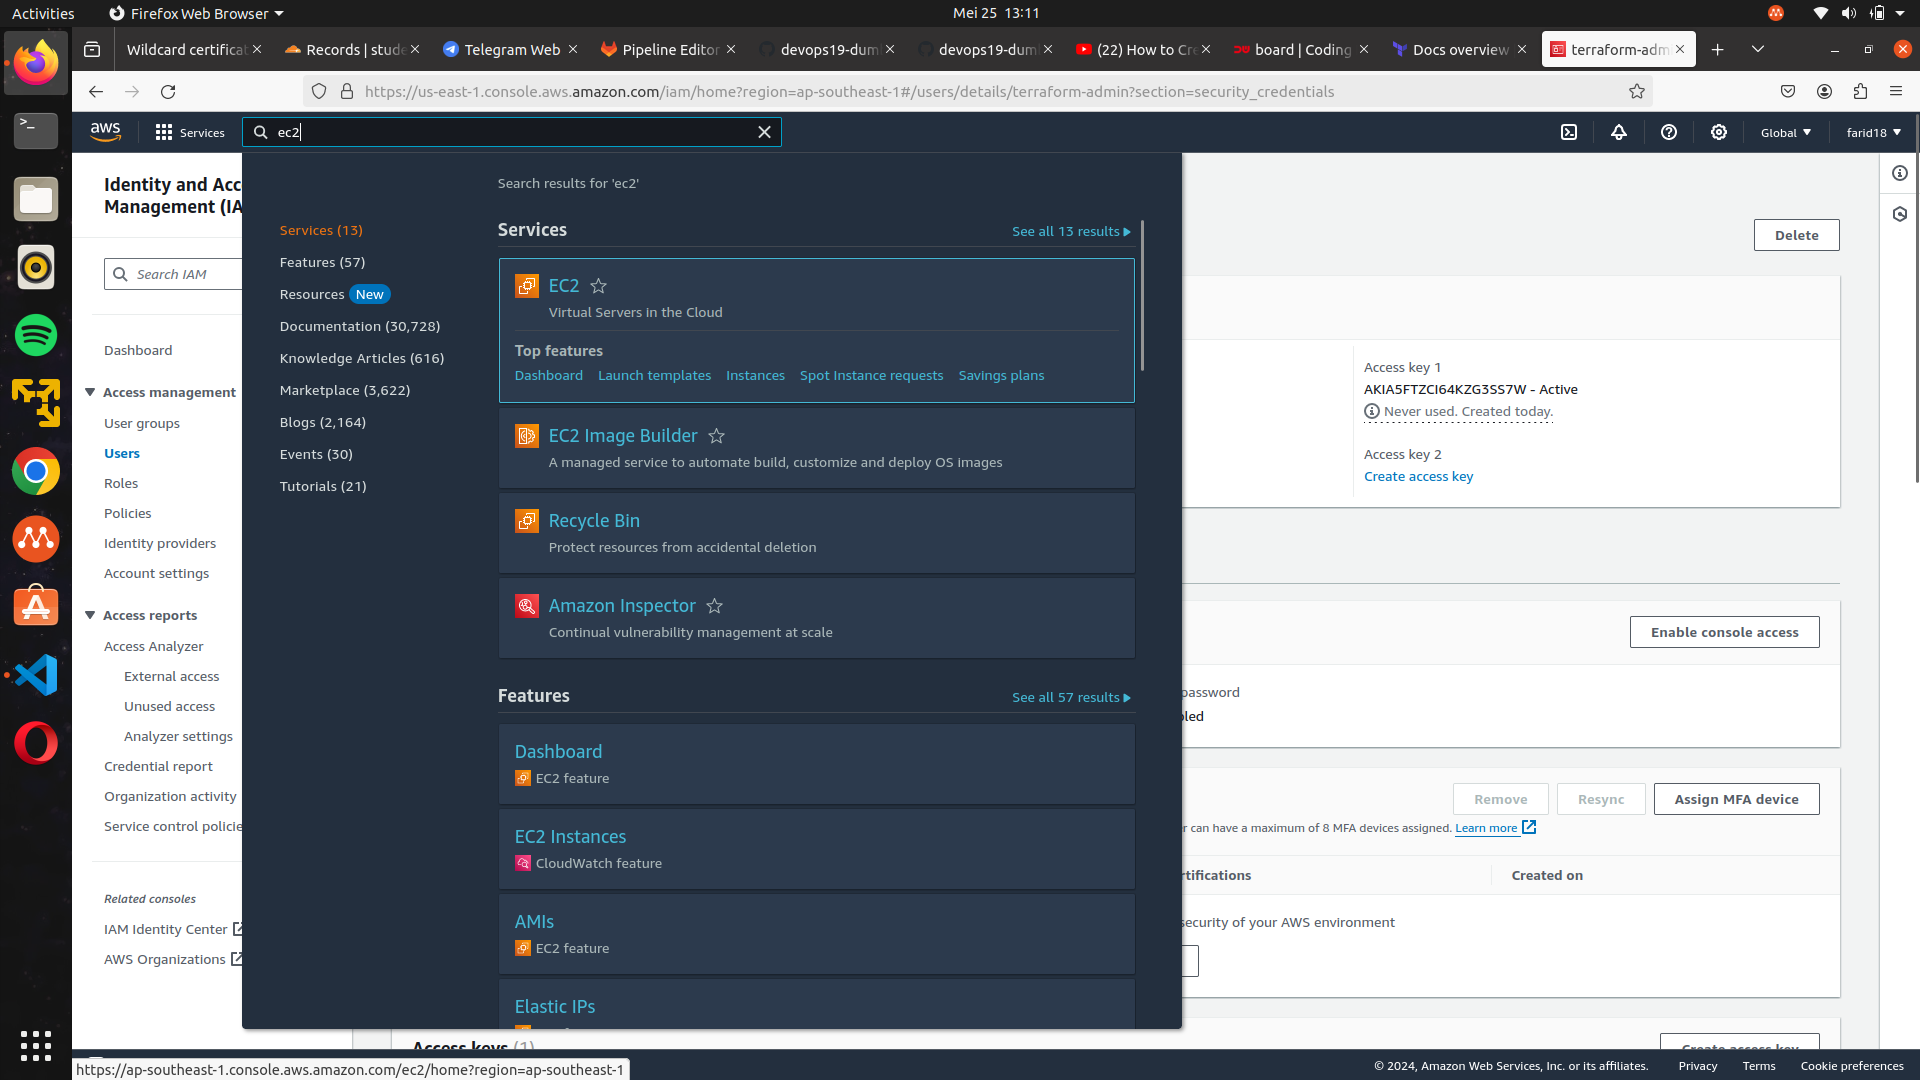 Activities
Firefox Web Browser
Mei 25 13:11
Wildcard certificat
Records | stude
Telegram Web
Pipeline Editor
devops19-duml
devops19-duml
(22) How to Cre
board | Coding
Docs overview
terraform-adm
https://us-east-1.console.aws.amazon.com/iam/home?region=ap-southeast-1#/users/details/terraform-admin?section=security_credentials
aws
Services
ec2
Global
farid18
Identity and Acc
Management (IA
Search IAM
Dashboard
Access management
User groups
Users
Roles
Policies
Identity providers
Account settings
Access reports
Access Analyzer
External access
Unused access
Analyzer settings
Credential report
Organization activity
Service control policie
Related consoles
IAM Identity Center
AWS Organizations
Search results for 'ec2'
Services (13)
Features (57)
Resources New
Documentation (30,728)
Knowledge Articles (616)
Marketplace (3,622)
Blogs (2,164)
Events (30)
Tutorials (21)
Services
See all 13 results
EC2
Virtual Servers in the Cloud
Top features
Dashboard Launch templates Instances Spot Instance requests Savings plans
EC2 Image Builder
A managed service to automate build, customize and deploy OS images
Recycle Bin
Protect resources from accidental deletion
Amazon Inspector
Continual vulnerability management at scale
Features
See all 57 results
Dashboard
EC2 feature
EC2 Instances
CloudWatch feature
AMIs
EC2 feature
Elastic IPs
Delete
Access key 1
AKIA5FTZCI64KZG3SS7W - Active
Never used. Created today.
Access key 2
Create access key
Enable console access
password
bled
Remove
Resync
Assign MFA device
r can have a maximum of 8 MFA devices assigned. Learn more
rtifications
Created on
security of your AWS environment
Access keys (1)
Create access key
https://ap-southeast-1.console.aws.amazon.com/ec2/home?region=ap-southeast-1
© 2024, Amazon Web Services, Inc. or its affiliates.
Privacy
Terms
Cookie preferences